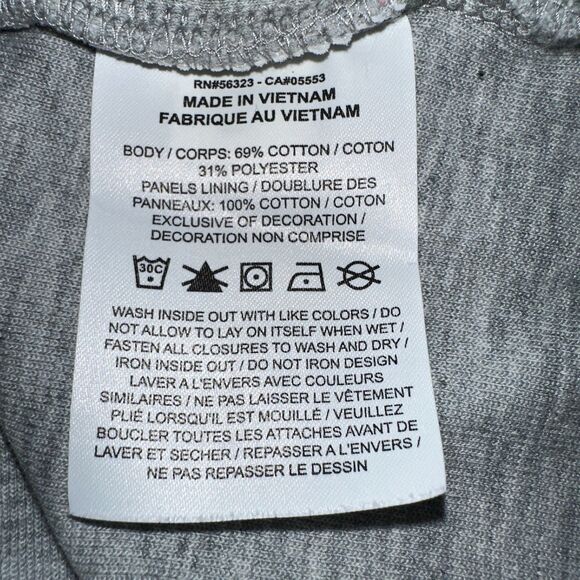 RN#56323 - CA#05553
MADE IN VIETNAM
FABRIQUE AU VIETNAM
BODY / CORPS: 69% COTTON / COTON
31% POLYESTER
PANELS LINING / DOUBLURE DES
PANNEAUX: 100% COTTON / COTON
EXCLUSIVE OF DECORATION /
DECORATION NON COMPRISE
30C
WASH INSIDE OUT WITH LIKE COLORS / DO
NOT ALLOW TO LAY ON ITSELF WHEN WET /
FASTEN ALL CLOSURES TO WASH AND DRY /
IRON INSIDE OUT / DO NOT IRON DESIGN
LAVER A L'ENVERS AVEC COULEURS
SIMILAIRES / NE PAS LAISSER LE VÊTEMENT
PLIÉ LORSQU'IL EST MOUILLÉ / VEUILLEZ
BOUCLER TOUTES LES ATTACHES AVANT DE
LAVER ET SECHER / REPASSER A L'ENVERS /
NE PAS REPASSER LE DESSIN